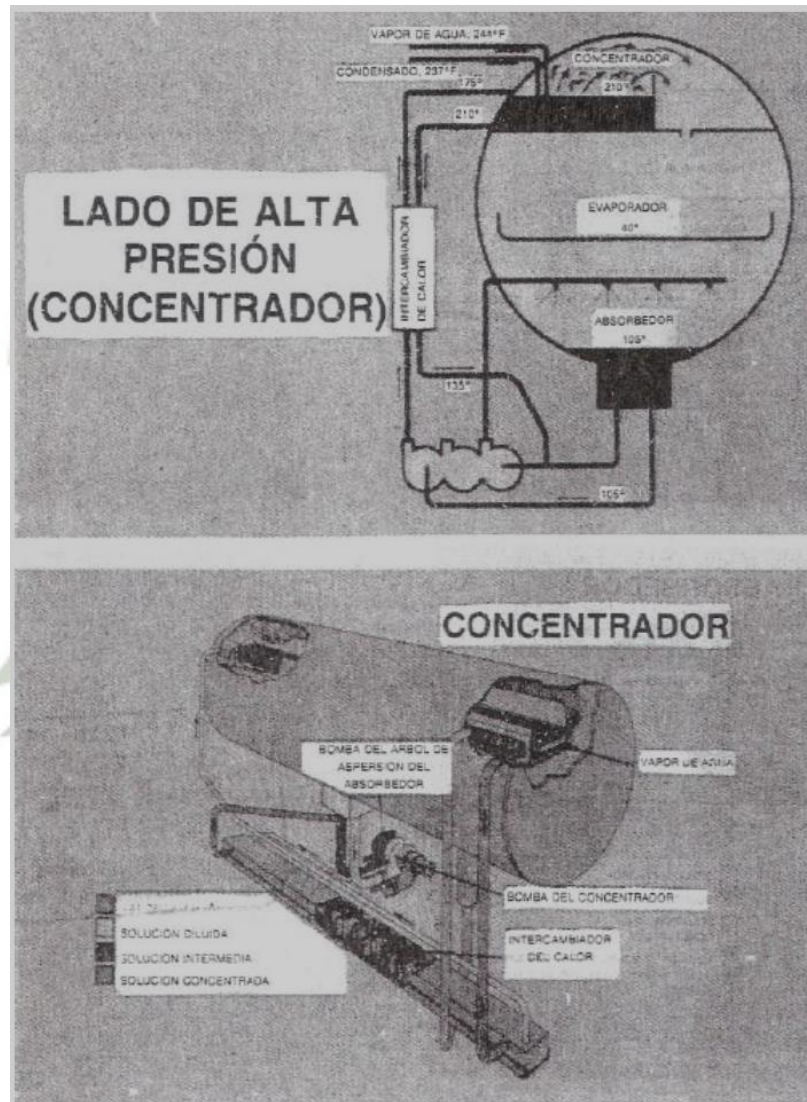 VAPOR DE AGUA, 244°F
CONDENSADO, 237°F
175°
210°
CONCENTRADOR
210°
LADO DE ALTA
PRESIÓN
(CONCENTRADOR)
INTERCAMBIADOR
DE CALOR
EVAPORADOR
40°
ABSORBEDOR
105°
135°
105°
CONCENTRADOR
BOMBA DEL ARBOL DE
ASPERSION DEL
ABSORBEDOR
VAPOR DE AGUA
BOMBA DEL CONCENTRADOR
INTERCAMBIADOR
DEL CALOR
SOLUCION DILUIDA
SOLUCION INTERMEDIA
SOLUCION CONCENTRADA